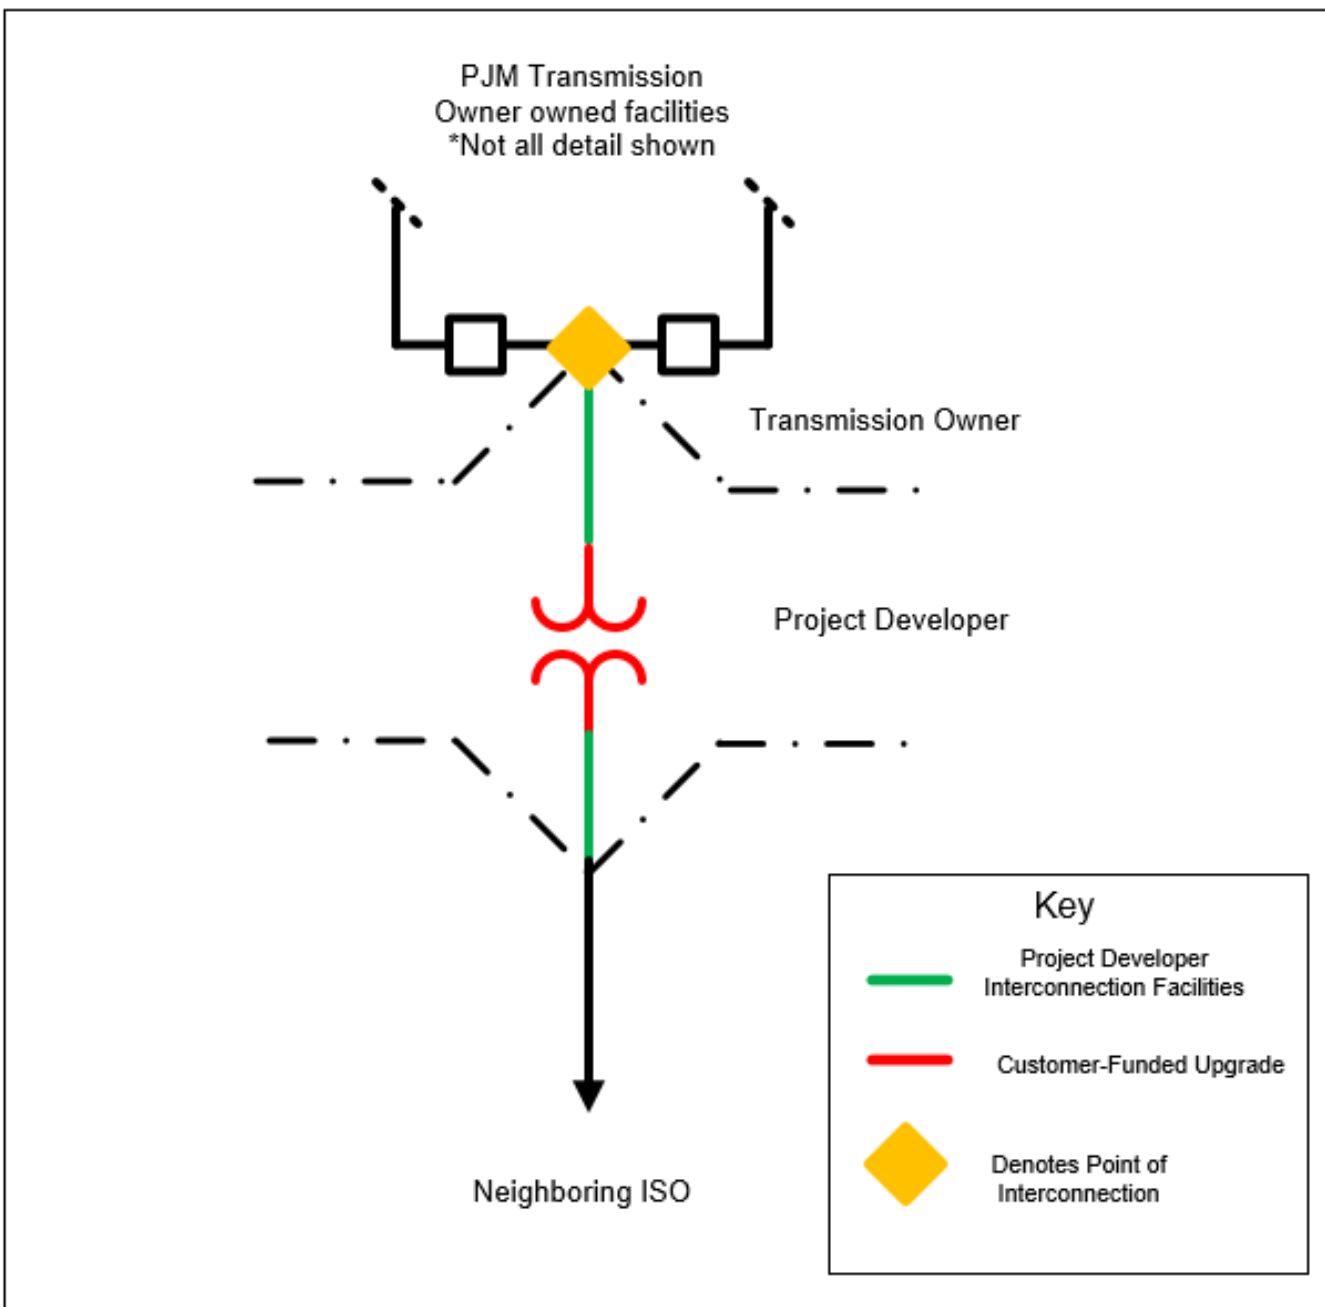 PJM Transmission
Owner owned facilities
*Not all detail shown
Transmission Owner
Project Developer
Neighboring ISO
Key
Project Developer
Interconnection Facilities
Customer-Funded Upgrade
Denotes Point of
Interconnection